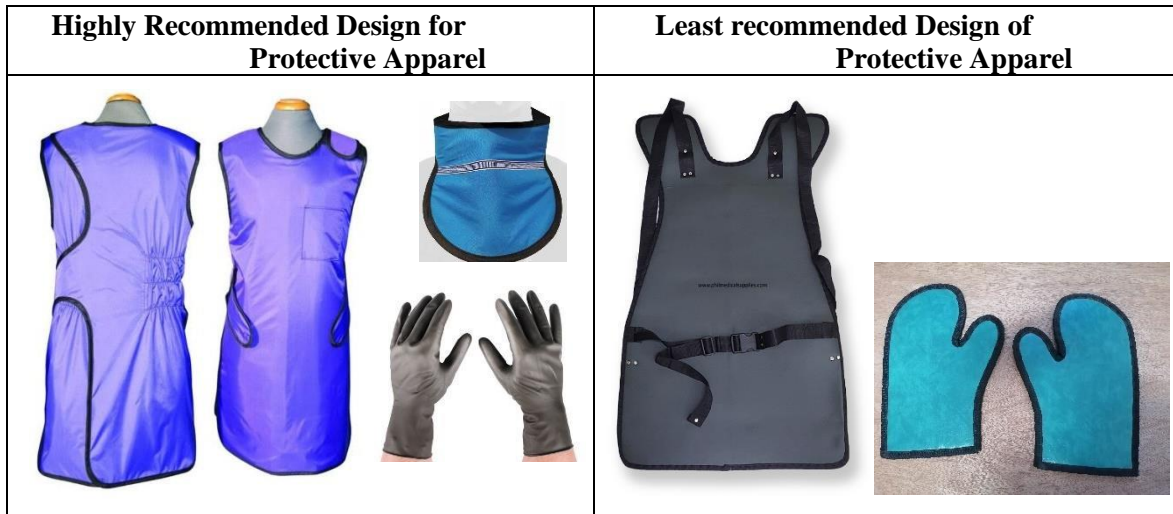 Highly Recommended Design for
Protective Apparel
Least recommended Design of
Protective Apparel